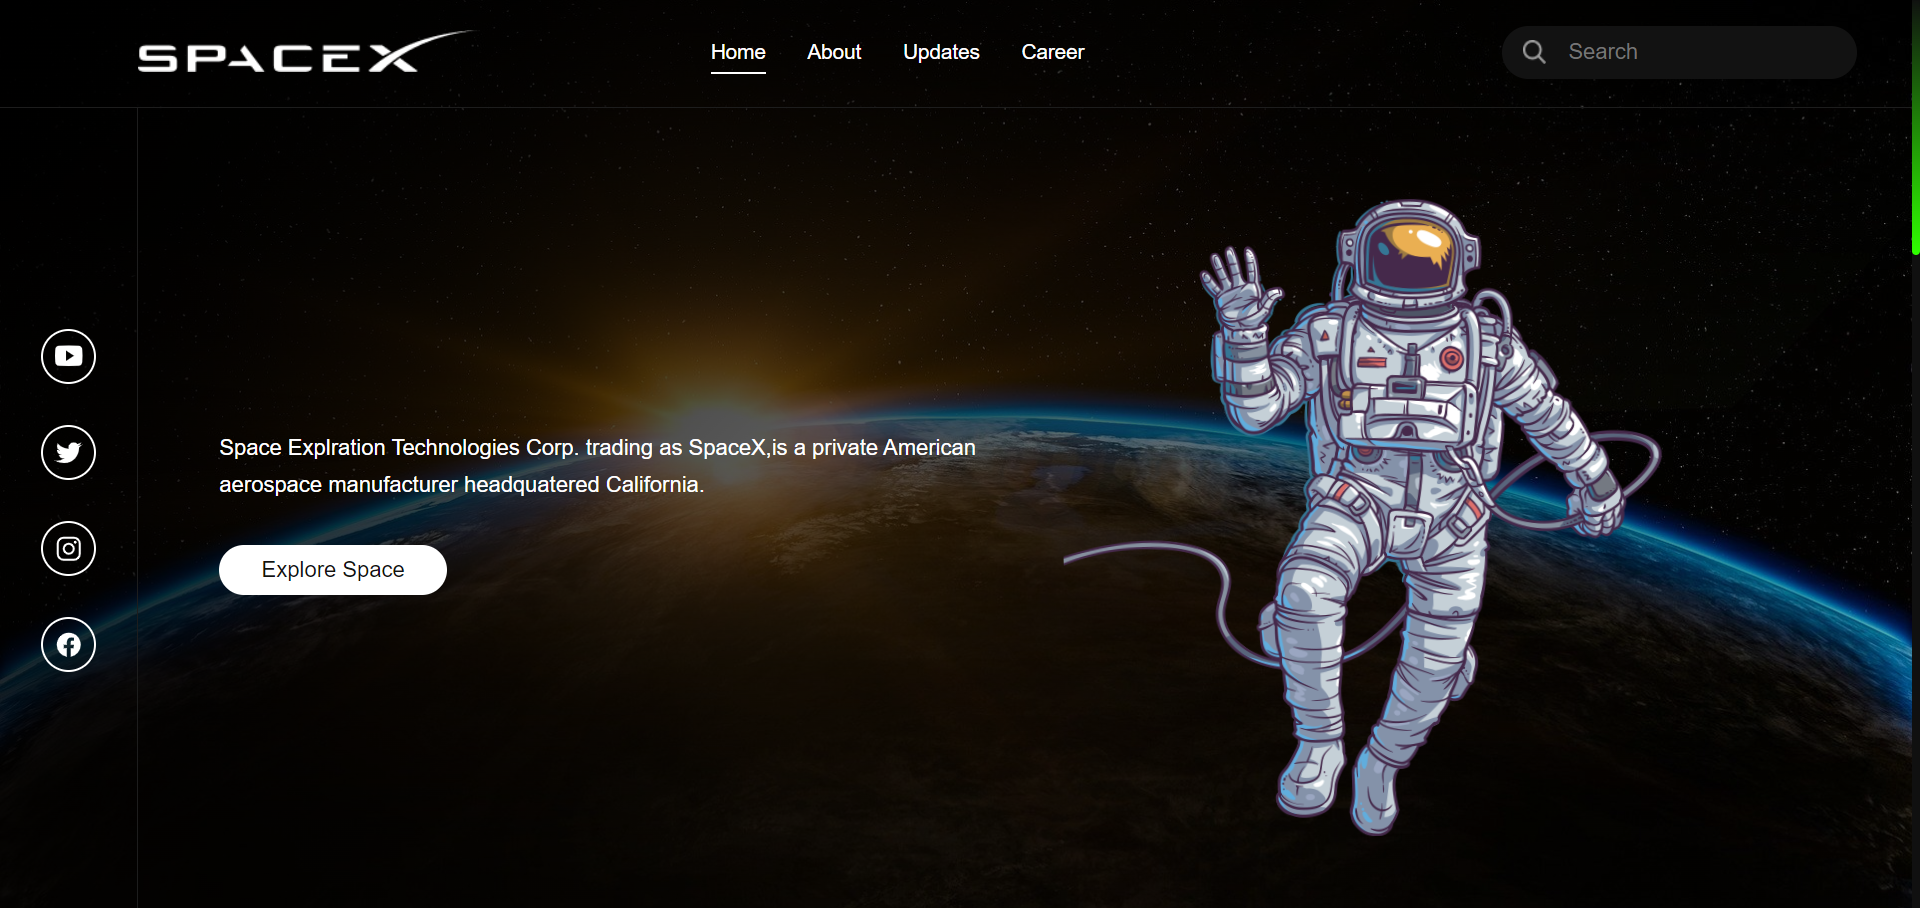 SPACEX
Home About Updates Career
Search
Space Explration Technologies Corp. trading as SpaceX,is a private American
aerospace manufacturer headquatered California.
Explore Space